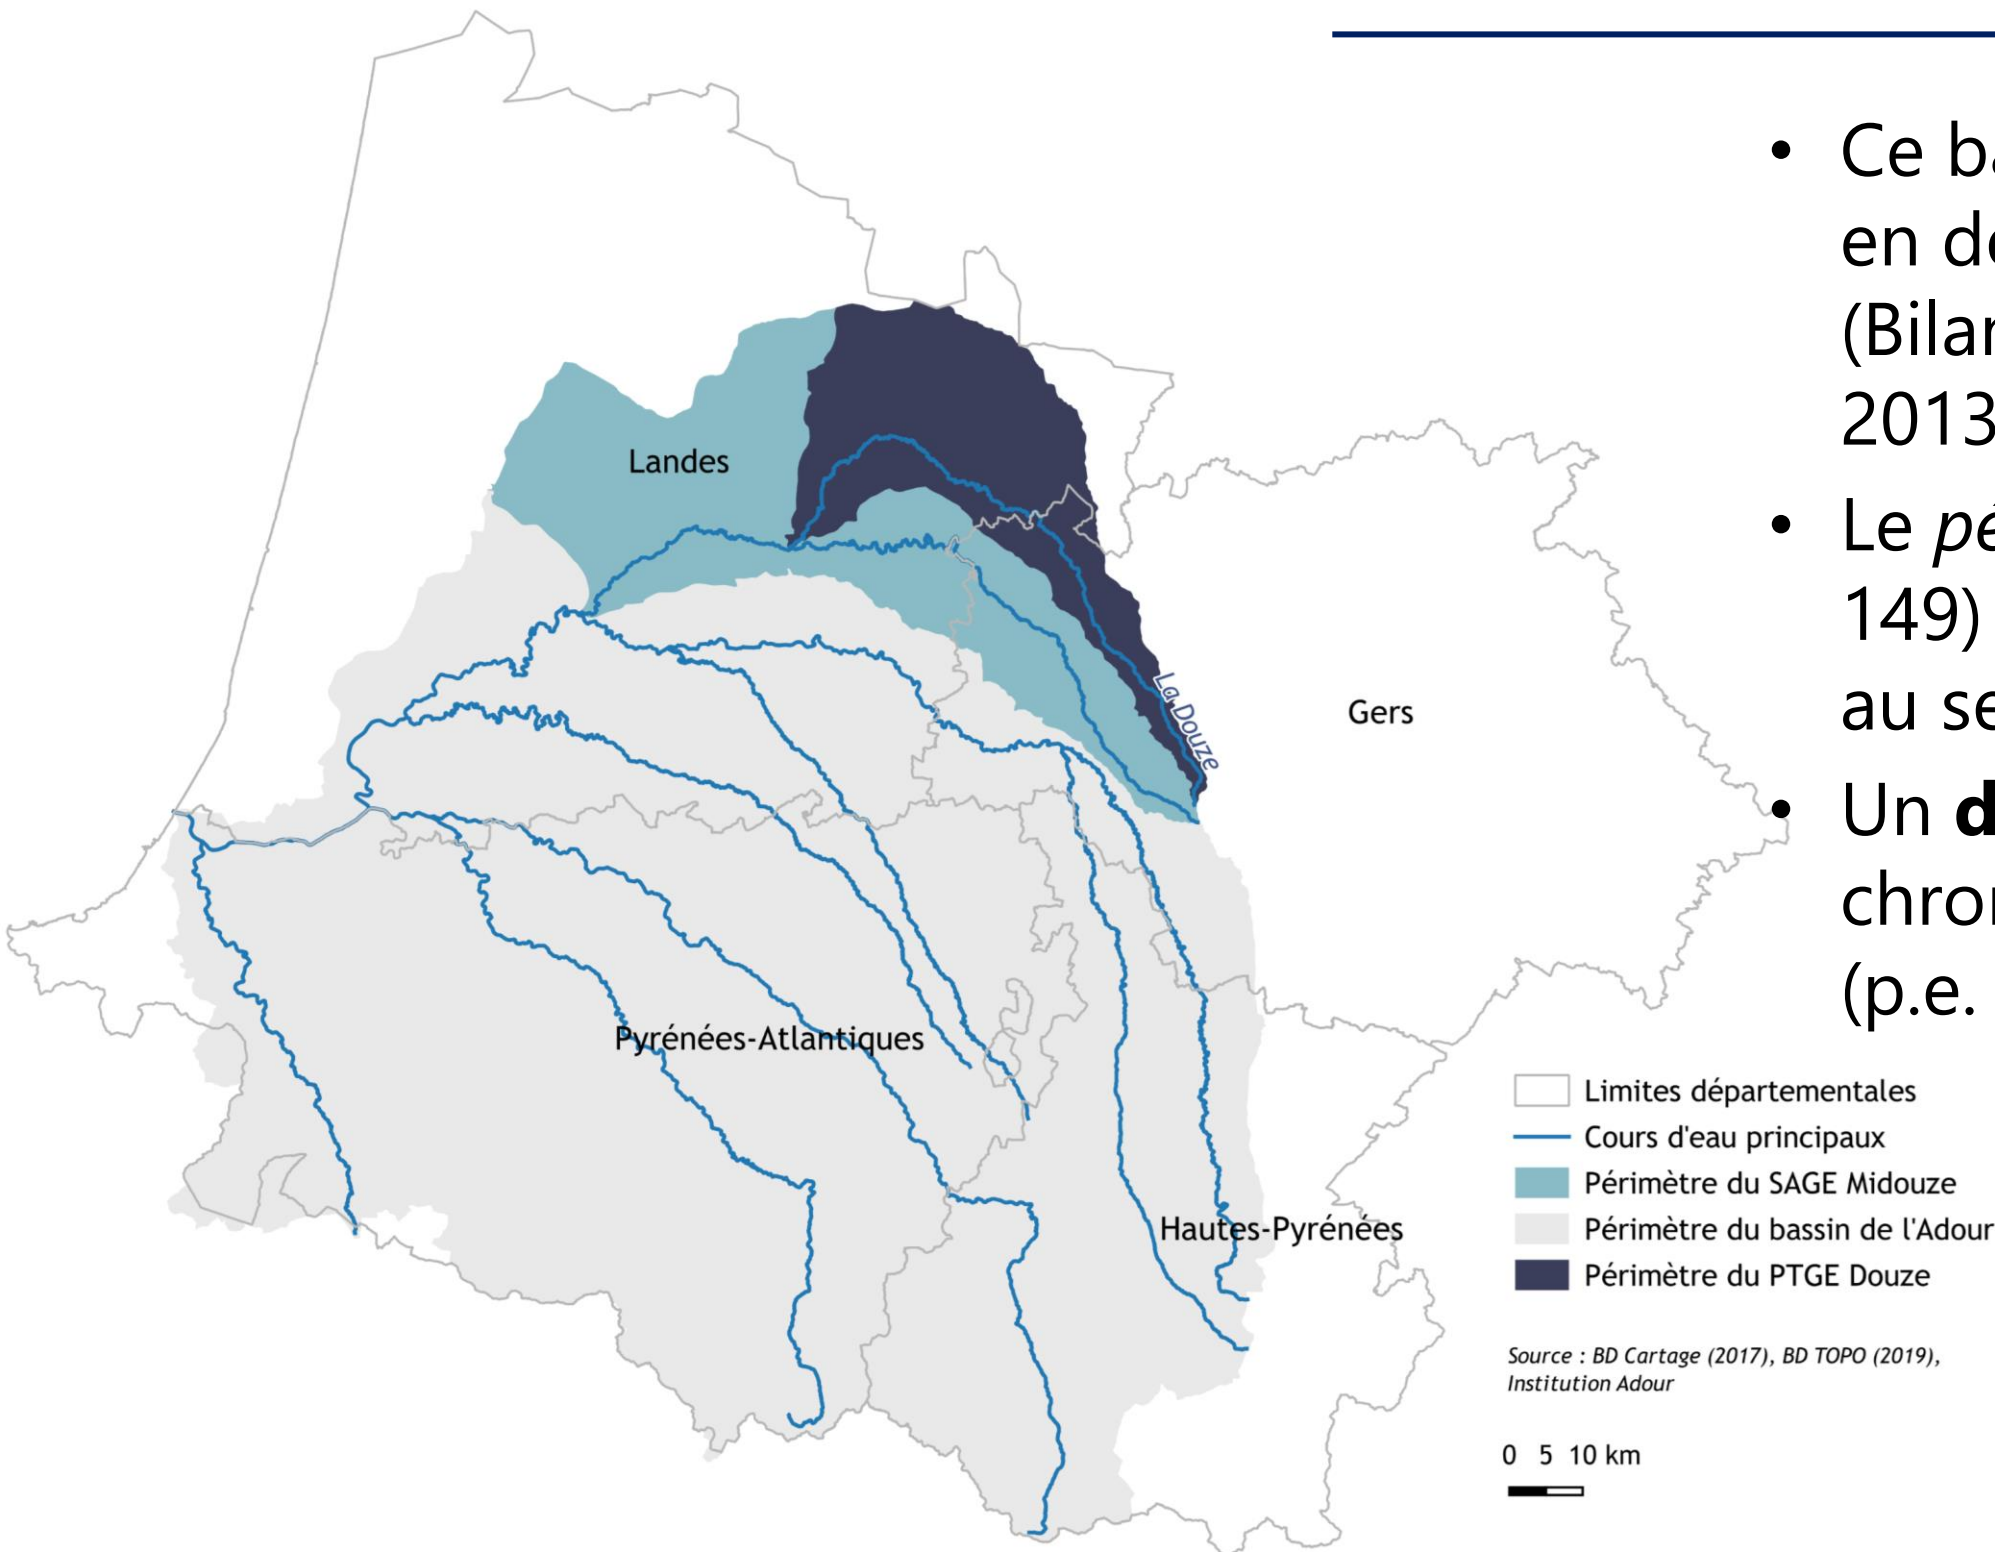 Landes
La Douze
Gers
Pyrénées-Atlantiques
Hautes-Pyrénées
• Ce
en
(Bilan
2013
• Le
149)
au
• Un
(p.e.
Limites départementales
Cours d'eau principaux
Périmètre du SAGE Midouze
Périmètre du bassin de l'Adour
Périmètre du PTGE Douze
Source : BD Cartage (2017), BD TOPO (2019),
Institution Adour
0 5 10 km